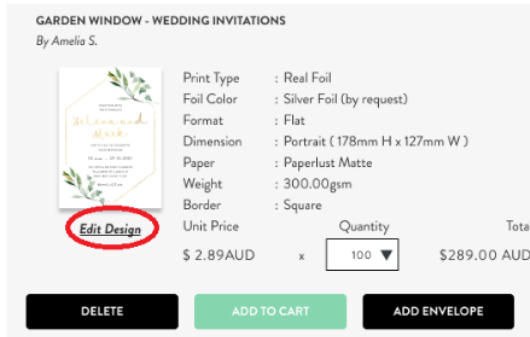 GARDEN WINDOW - WEDDING INVITATIONS
By Amelia S.
Print Type : Real Foil
Foil Color : Silver Foil (by request)
Format : Flat
Dimension : Portrait ( 178mm H x 127mm W )
Paper : Paperlust Matte
Weight : 300.00gsm
Border : Square
Edit Design
Unit Price Quantity Tota
$ 2.89AUD x 100 $289.00 AUD
DELETE ADD TO CART ADD ENVELOPE